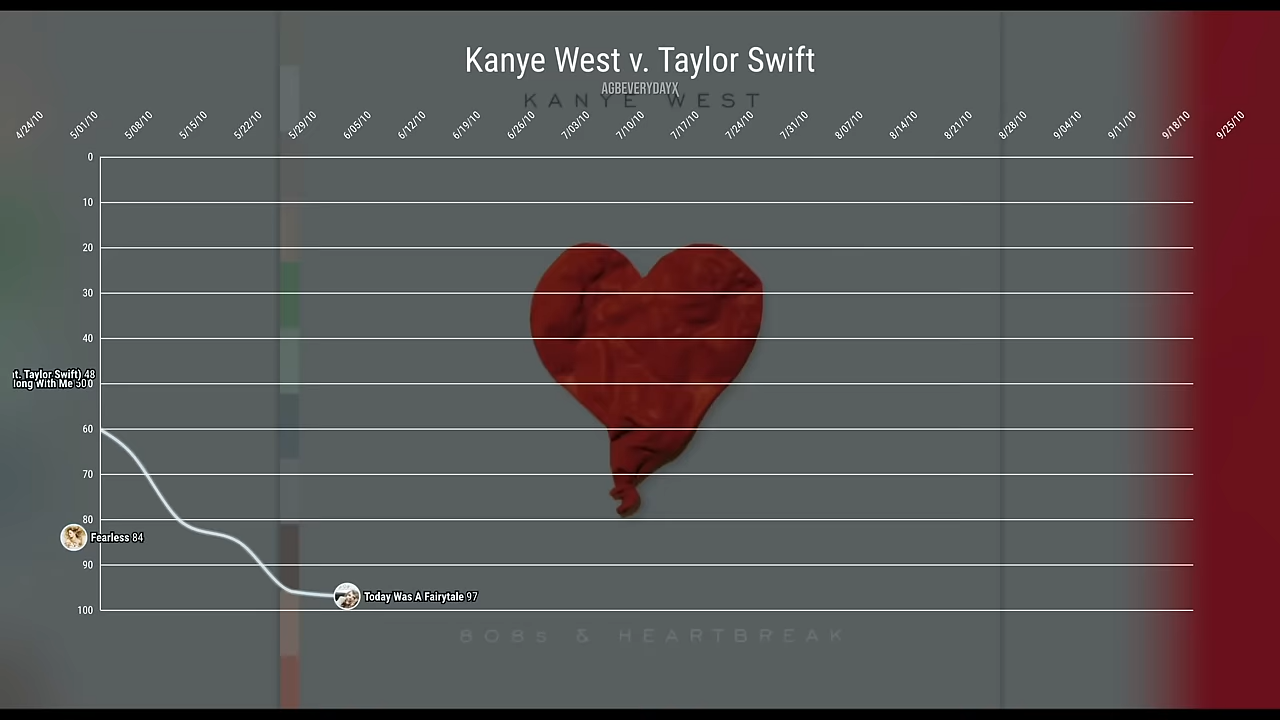 Kanye West v. Taylor Swift
AGBEVERYDAYX
KANYE WEST
4/24/10 5/01/10 5/08/10 5/15/10 5/22/10 5/29/10 6/05/10 6/12/10 6/19/10 6/26/10 7/03/10 7/10/10 7/17/10 7/24/10 7/31/10 8/07/10 8/14/10 8/21/10 8/28/10 9/04/10 9/11/10 9/18/10 9/25/10
0
10
20
30
40
t. Taylor Swift) 48
long With Me 50
60
70
80
Fearless 84
90
Today Was A Fairytale 97
100
808s & HEARTBREAK